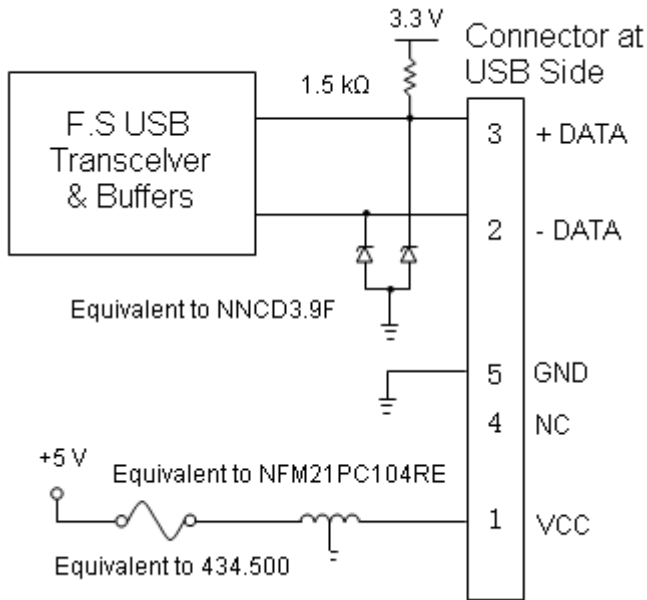 3.3 V
Connector at
USB Side
1.5 kΩ
F.S USB
Transcelver
& Buffers
3 + DATA
2 - DATA
Equivalent to NNCD3.9F
5 GND
4 NC
+5 V
Equivalent to NFM21PC104RE
1 VCC
Equivalent to 434.500